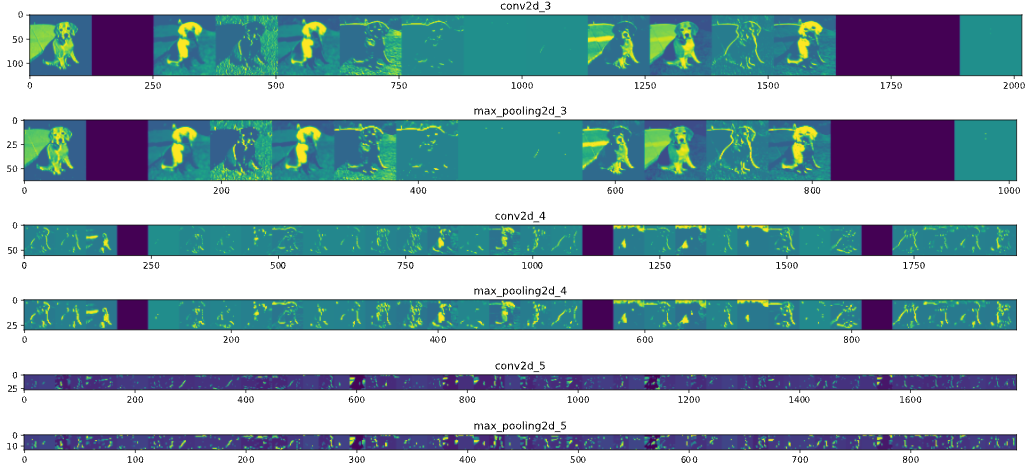 conv2d_3
0
50
100
0 250 500 750 1000 1250 1500 1750 2000
max_pooling2d_3
0
25
50
0 200 400 600 800 1000
conv2d_4
0
50
0 250 500 750 1000 1250 1500 1750
max_pooling2d_4
0
25
0 200 400 600 800
conv2d_5
0
25
0 200 400 600 800 1000 1200 1400 1600
max_pooling2d_5
0
10
0 100 200 300 400 500 600 700 800